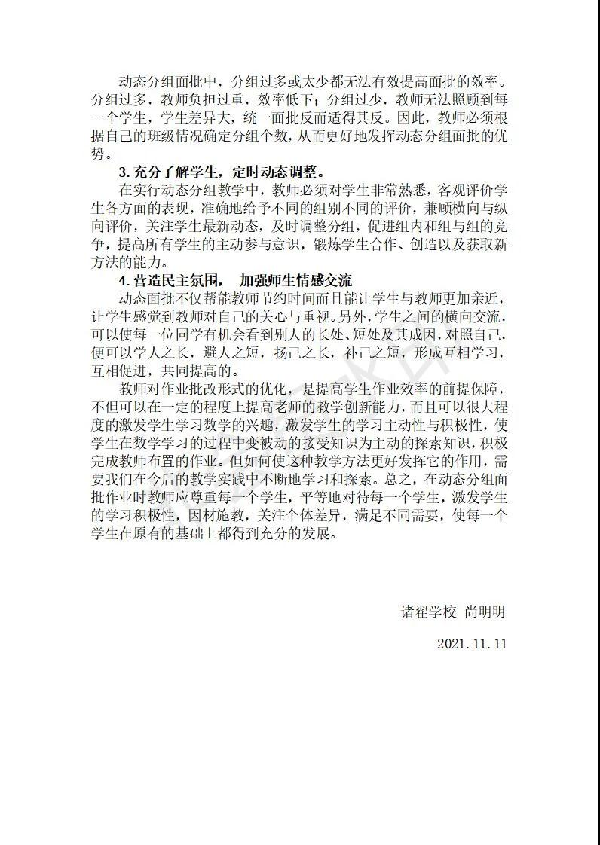 动态分组面批中，分组过多或太少都无法有效提高面批的效率。
分组过多，教师负担过重，效率低下；分组过少，教师无法照顾到每
一个学生，学生差异大，统一面批反而适得其反。因此，教师必须根
据自己的班级情况确定分组个数，从而更好地发挥动态分组面批的优
势。
3.充分了解学生，定时动态调整。
在实行动态分组教学中，教师必须对学生非常熟悉，客观评价学
生各方面的表现，准确地给予不同的组别不同的评价，兼顾横向与纵
向评价，关注学生最新动态，及时调整分组，促进组内和组与组的竞
争，提高所有学生的主动参与意识，锻炼学生合作、创造以及获取新
方法的能力。
4.营造民主氛围， 加强师生情感交流
动态面批不仅帮能教师节约时间而且能让学生与教师更加亲近，
让学生感觉到教师对自己的关心与重视。另外，学生之间的横向交流，
可以使每一位同学有机会看到别人的长处、短处及其成因，对照自己，
便可以学人之长，避人之短，扬己之长，补己之短，形成互相学习，
互相促进，共同提高的。
教师对作业批改形式的优化，是提高学生作业效率的前提保障，
不但可以在一定的程度上提高老师的教学创新能力，而且可以很大程
度的激发学生学习数学的兴趣，激发学生的学习主动性与积极性，使
学生在数学学习的过程中变被动的接受知识为主动的探索知识，积极
完成教师布置的作业。但如何使这种教学方法更好发挥它的作用，需
要我们在今后的教学实践中不断地学习和探索。总之，在动态分组面
批作业时教师应尊重每一个学生，平等地对待每一个学生，激发学生
的学习积极性，因材施教，关注个体差异，满足不同需要，使每一个
学生在原有的基础上都得到充分的发展。
诸翟学校 尚明明
2021.11.11